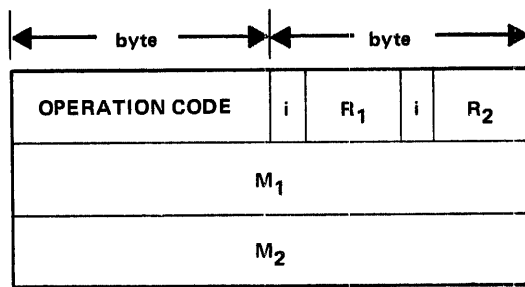 byte byte
OPERATION CODE i R1 i R2
M1
M2